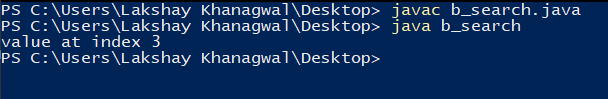 PS C:\Users\Lakshay Khanagwal\Desktop> javac b_search.java
PS C:\Users\Lakshay Khanagwal\Desktop> java b_search
value at index 3
PS C:\Users\Lakshay Khanagwal\Desktop>